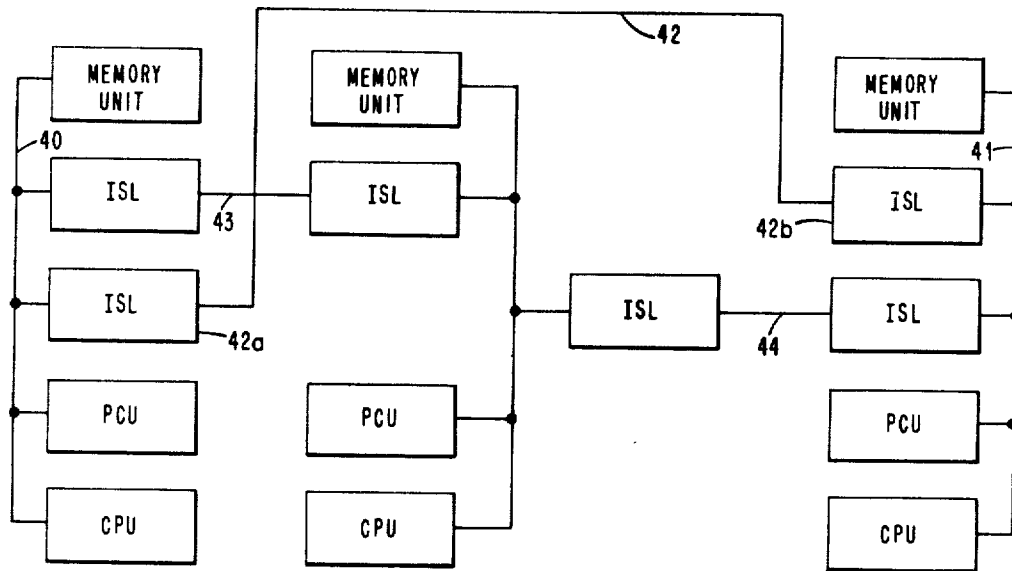 42
MEMORY
UNIT
40
ISL
43
ISL
42a
PCU
CPU
MEMORY
UNIT
ISL
PCU
CPU
ISL
44
MEMORY
UNIT
41
ISL
42b
ISL
PCU
CPU